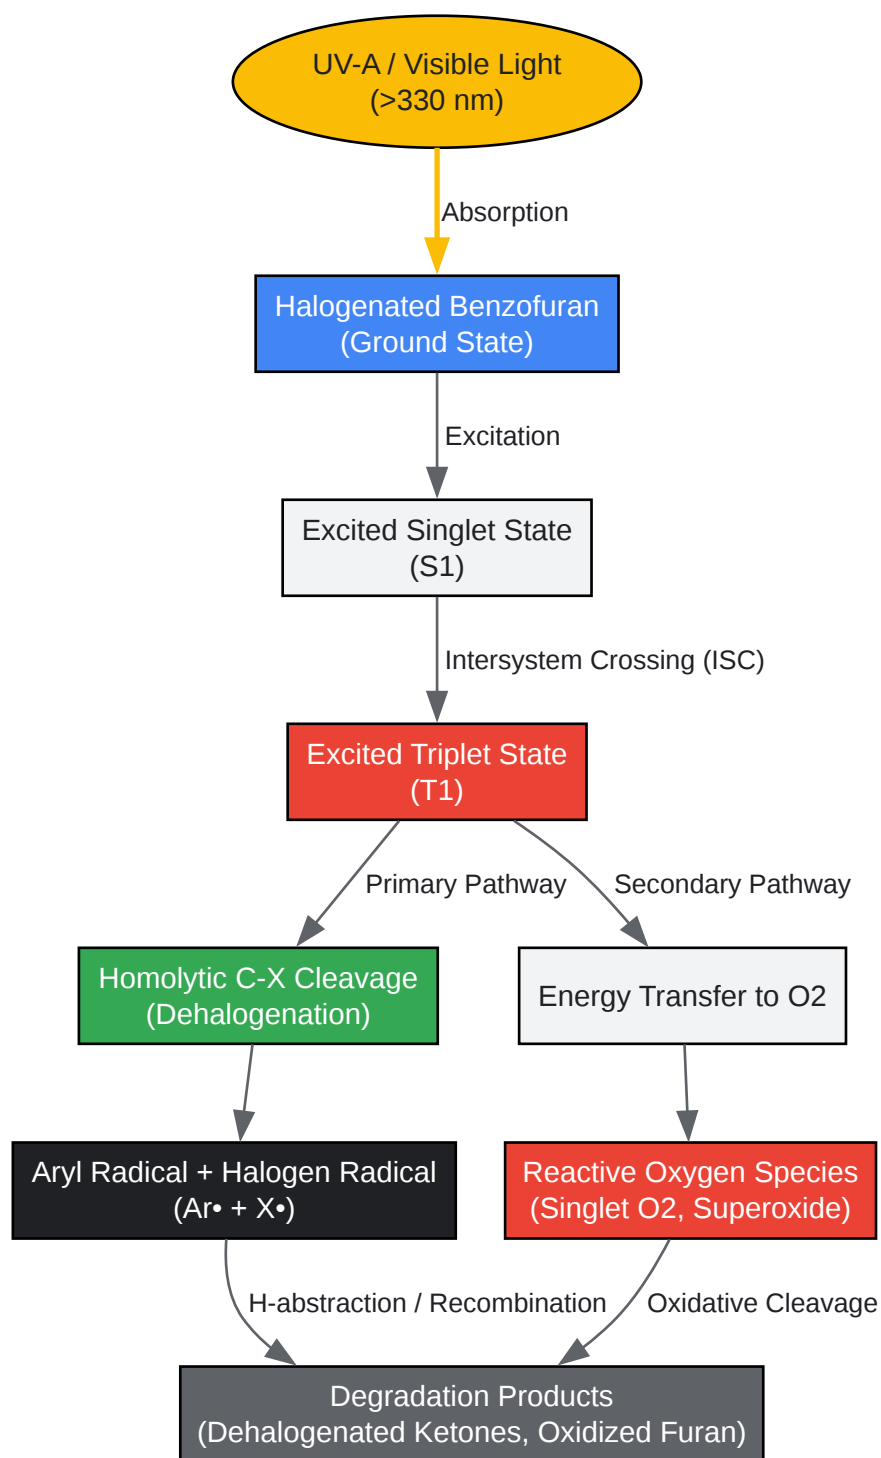 UV-A / Visible Light
(>330 nm)
Absorption
Halogenated Benzofuran
(Ground State)
Excitation
Excited Singlet State
(S1)
Intersystem Crossing (ISC)
Excited Triplet State
(T1)
Primary Pathway
Secondary Pathway
Homolytic C-X Cleavage
(Dehalogenation)
Energy Transfer to O2
Aryl Radical + Halogen Radical
(Ar• + X•)
Reactive Oxygen Species
(Singlet O2, Superoxide)
H-abstraction / Recombination
Oxidative Cleavage
Degradation Products
(Dehalogenated Ketones, Oxidized Furan)